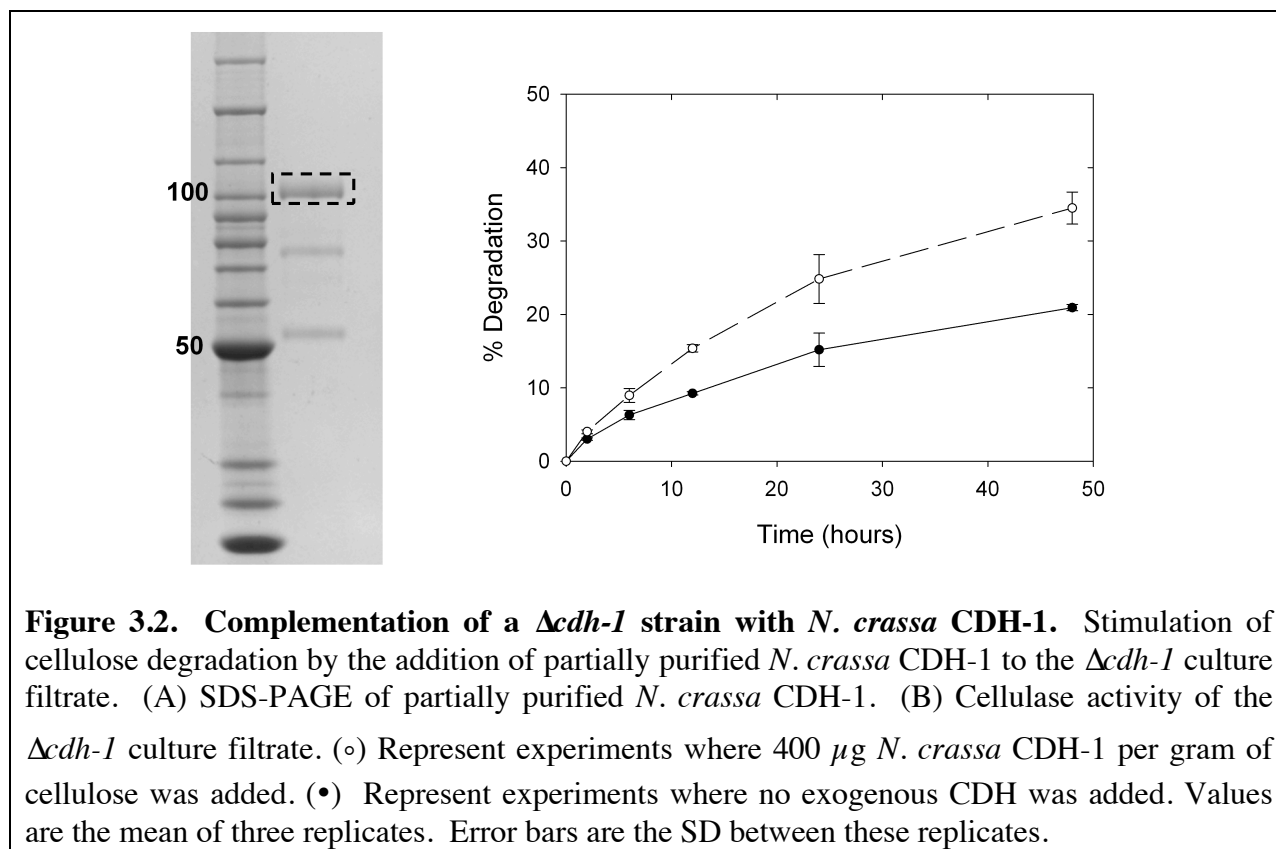 100
50
50
40
30
20
10
0
% Degradation
0 10 20 30 40 50
Time (hours)
Figure 3.2. Complementation of a Δcdh-1 strain with N. crassa CDH-1. Stimulation of
cellulose degradation by the addition of partially purified N. crassa CDH-1 to the Δcdh-1 culture
filtrate. (A) SDS-PAGE of partially purified N. crassa CDH-1. (B) Cellulase activity of the
Δcdh-1 culture filtrate. (○) Represent experiments where 400 µg N. crassa CDH-1 per gram of
cellulose was added. (•) Represent experiments where no exogenous CDH was added. Values
are the mean of three replicates. Error bars are the SD between these replicates.